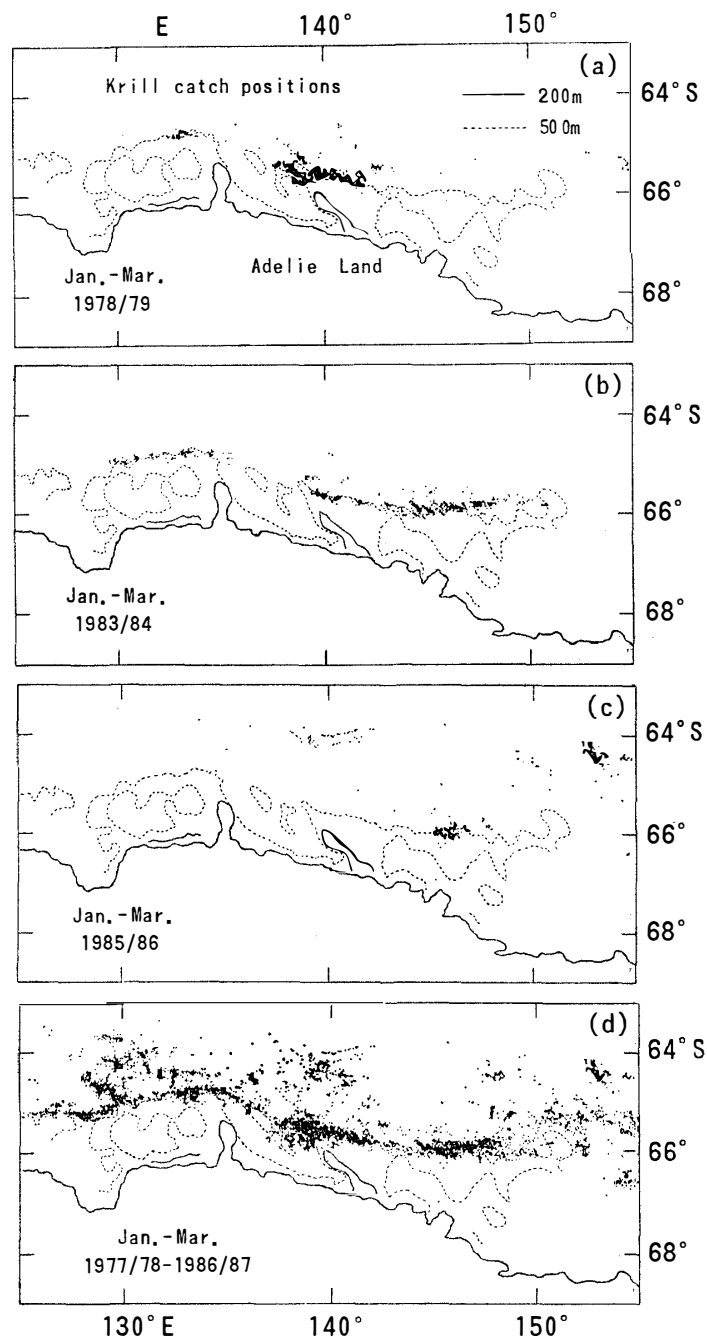 E 140° 150°
(a)
Krill catch positions
64°S
200m
500m
66°
Adelie Land
Jan.-Mar.
1978/79
68°
(b)
64°S
66°
Jan.-Mar.
1983/84
68°
(c)
64°S
66°
Jan.-Mar.
1985/86
68°
(d)
64°S
66°
Jan.-Mar.
1977/78-1986/87
68°
130°E 140° 150°